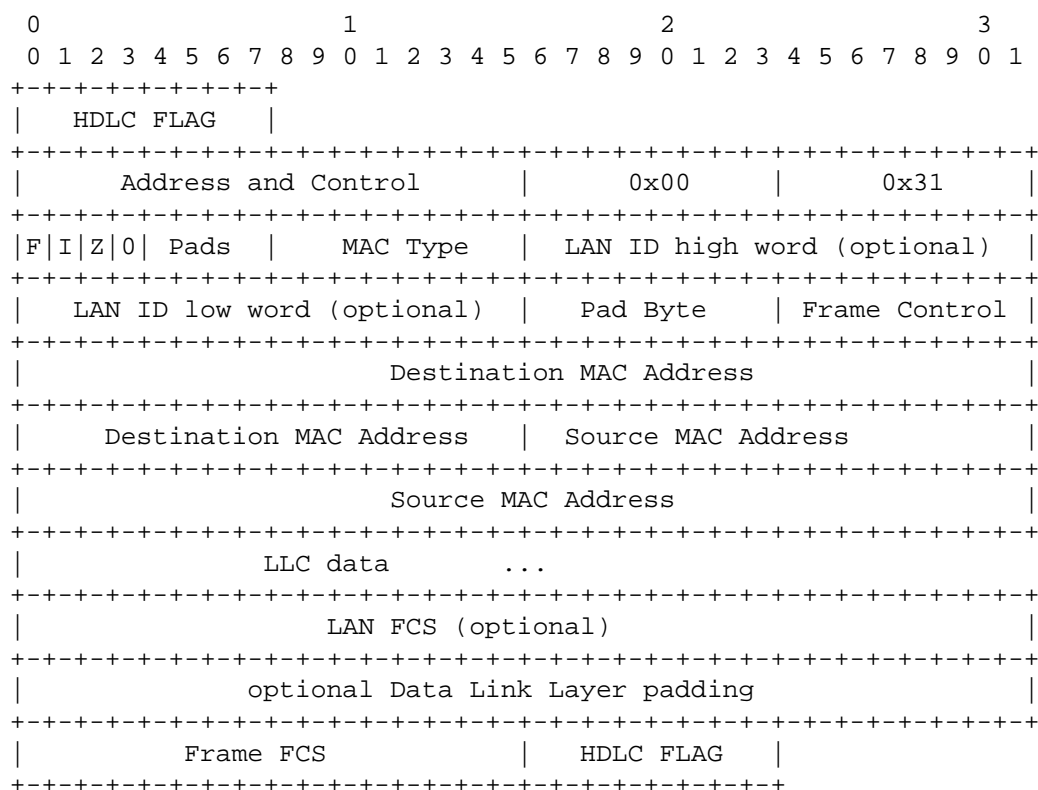 0                   1                   2                   3
 0 1 2 3 4 5 6 7 8 9 0 1 2 3 4 5 6 7 8 9 0 1 2 3 4 5 6 7 8 9 0 1
+-+-+-+-+-+-+-+-+
|   HDLC FLAG   |
+-+-+-+-+-+-+-+-+-+-+-+-+-+-+-+-+-+-+-+-+-+-+-+-+-+-+-+-+-+-+-+-+
|      Address and Control      |      0x00     |      0x31     |
+-+-+-+-+-+-+-+-+-+-+-+-+-+-+-+-+-+-+-+-+-+-+-+-+-+-+-+-+-+-+-+-+
|F|I|Z|0| Pads  |    MAC Type   |  LAN ID high word (optional)  |
+-+-+-+-+-+-+-+-+-+-+-+-+-+-+-+-+-+-+-+-+-+-+-+-+-+-+-+-+-+-+-+-+
|   LAN ID low word (optional)  |   Pad Byte    | Frame Control |
+-+-+-+-+-+-+-+-+-+-+-+-+-+-+-+-+-+-+-+-+-+-+-+-+-+-+-+-+-+-+-+-+
|                       Destination MAC Address                 |
+-+-+-+-+-+-+-+-+-+-+-+-+-+-+-+-+-+-+-+-+-+-+-+-+-+-+-+-+-+-+-+-+
|     Destination MAC Address   |  Source MAC Address           |
+-+-+-+-+-+-+-+-+-+-+-+-+-+-+-+-+-+-+-+-+-+-+-+-+-+-+-+-+-+-+-+-+
|                       Source MAC Address                      |
+-+-+-+-+-+-+-+-+-+-+-+-+-+-+-+-+-+-+-+-+-+-+-+-+-+-+-+-+-+-+-+-+
|               LLC data       ...
+-+-+-+-+-+-+-+-+-+-+-+-+-+-+-+-+-+-+-+-+-+-+-+-+-+-+-+-+-+-+-+-+
|                   LAN FCS (optional)                          |
+-+-+-+-+-+-+-+-+-+-+-+-+-+-+-+-+-+-+-+-+-+-+-+-+-+-+-+-+-+-+-+-+
|              optional Data Link Layer padding                 |
+-+-+-+-+-+-+-+-+-+-+-+-+-+-+-+-+-+-+-+-+-+-+-+-+-+-+-+-+-+-+-+-+
|          Frame FCS            |   HDLC FLAG   |
+-+-+-+-+-+-+-+-+-+-+-+-+-+-+-+-+-+-+-+-+-+-+-+-+